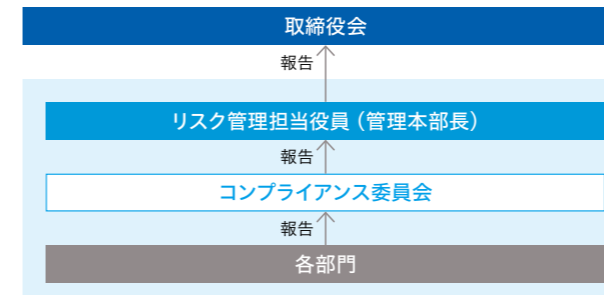 取締役会
報告
リスク管理担当役員（管理本部長）
報告
コンプライアンス委員会
報告
各部門